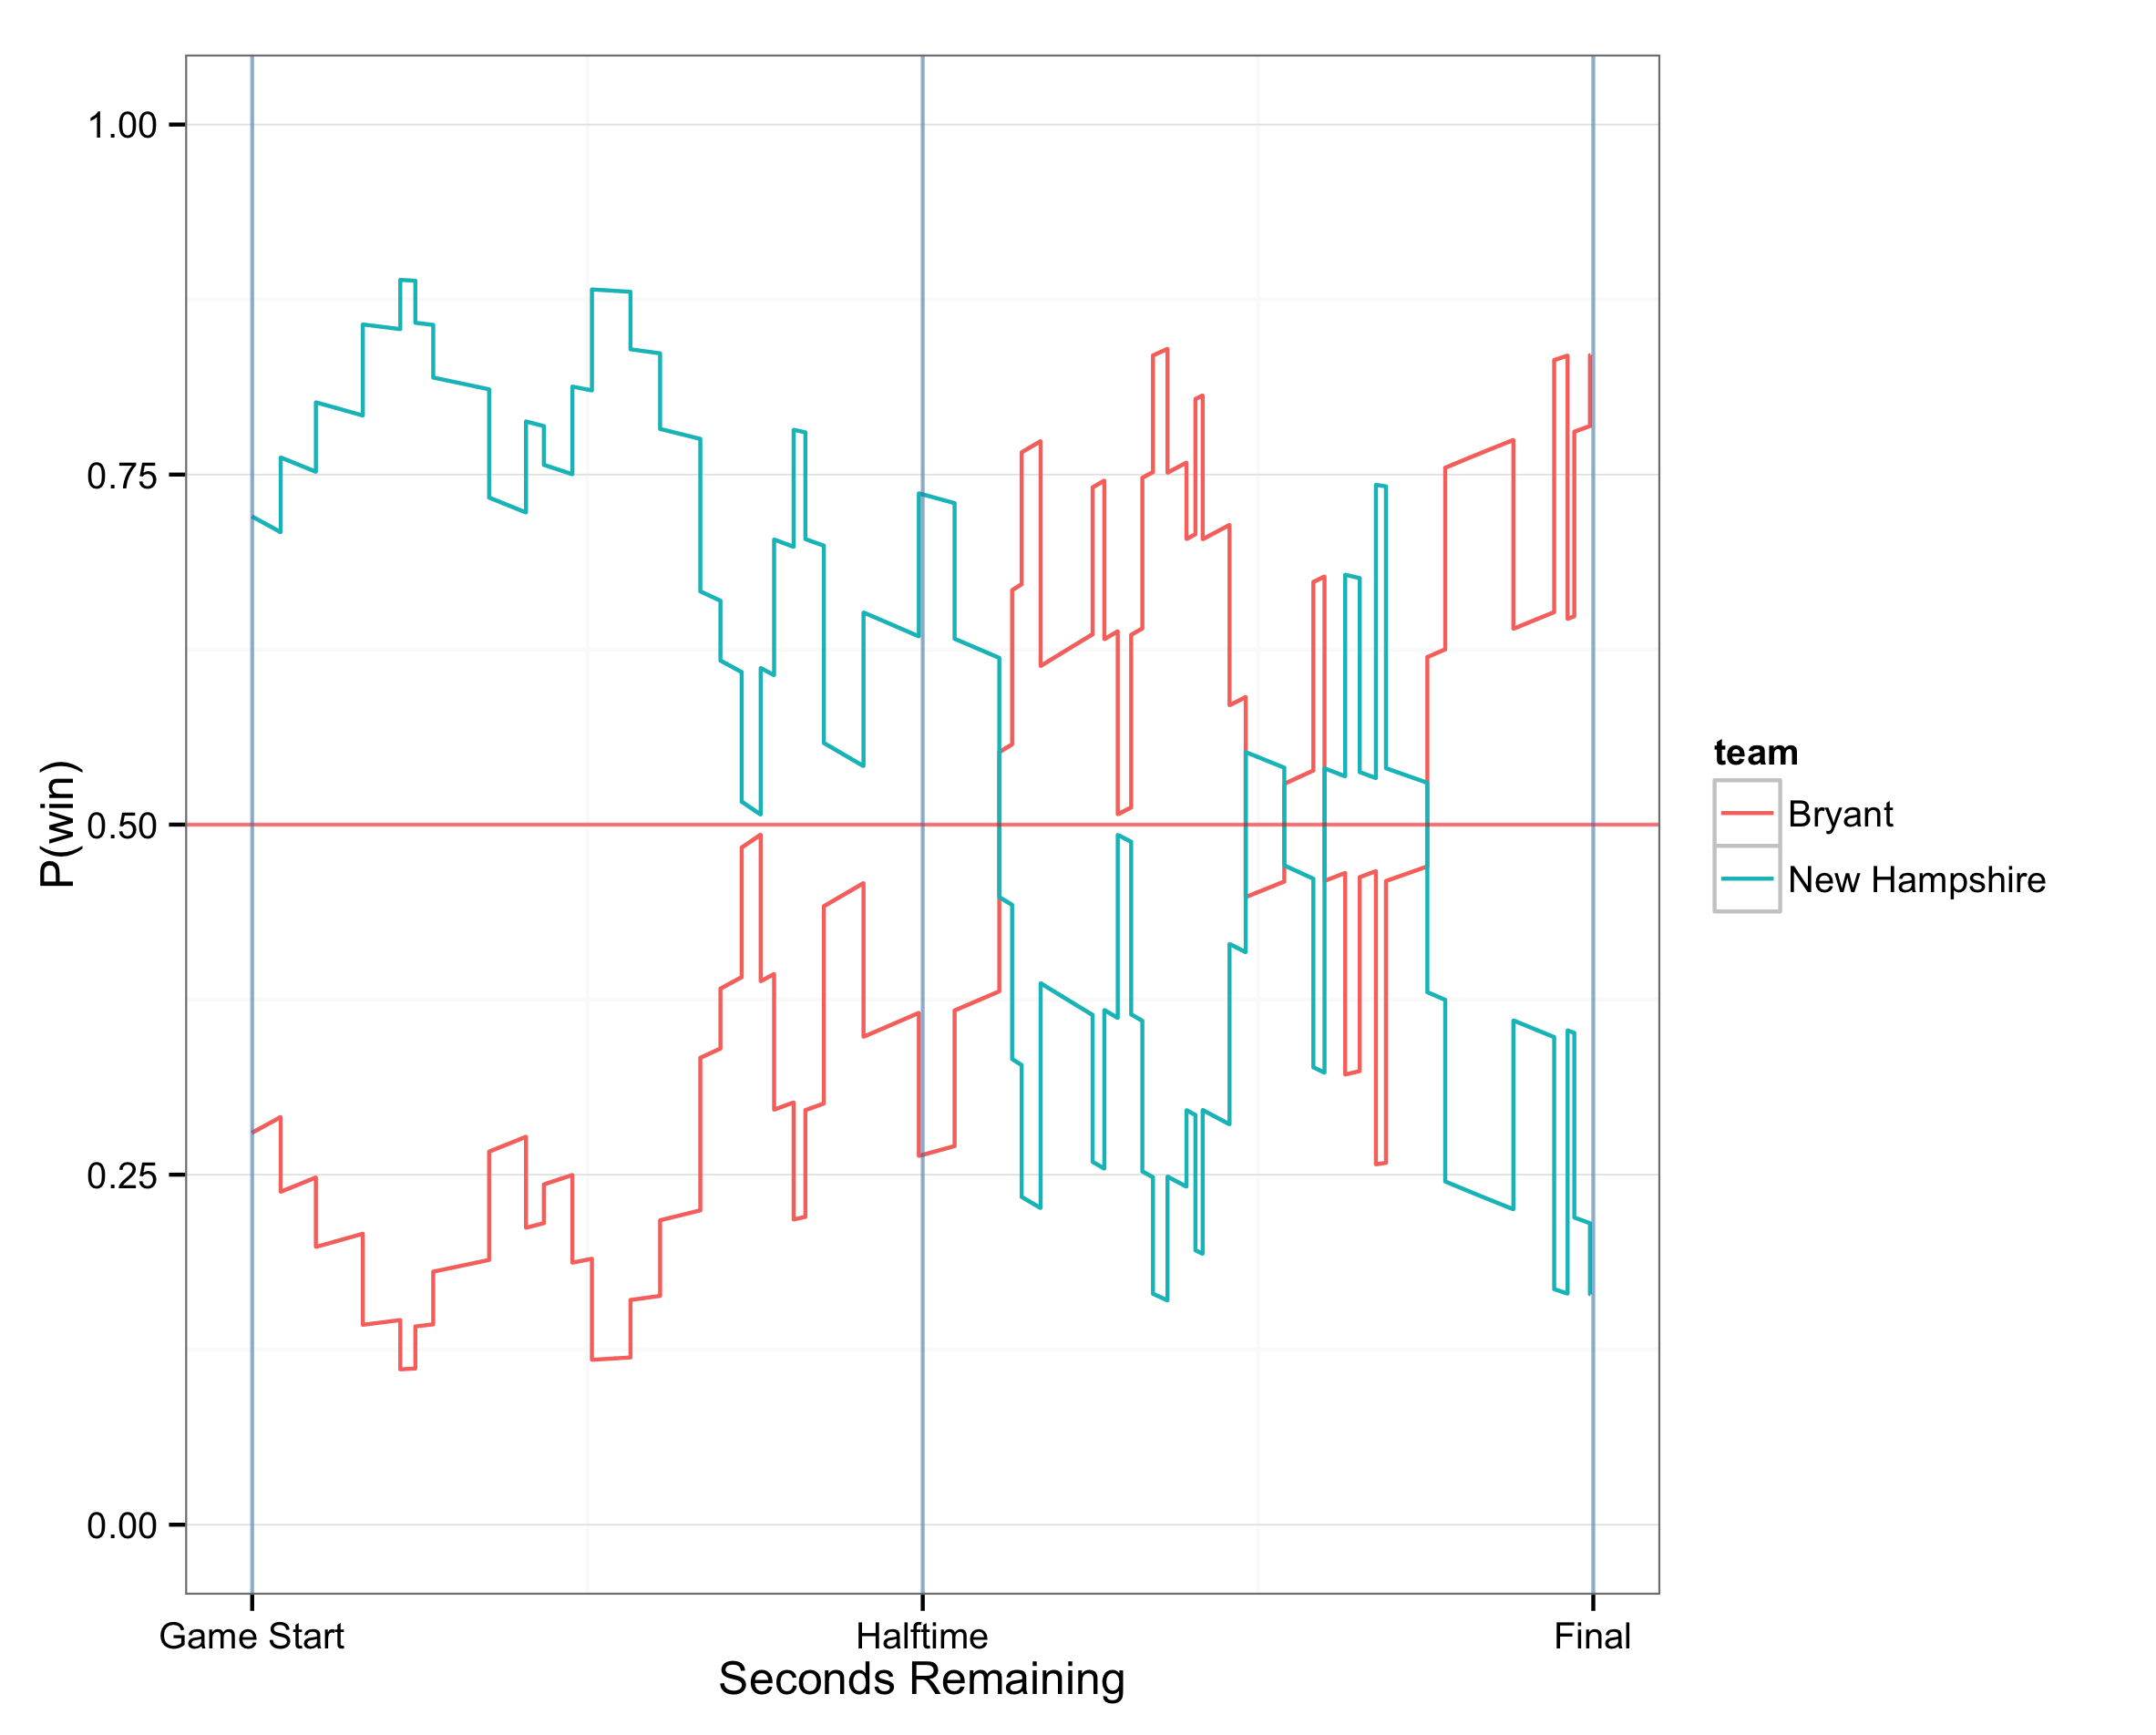 1.00
0.75
0.50
0.25
0.00
P(win)
Game Start
Halftime
Final
Seconds Remaining
team
Bryant
New Hampshire